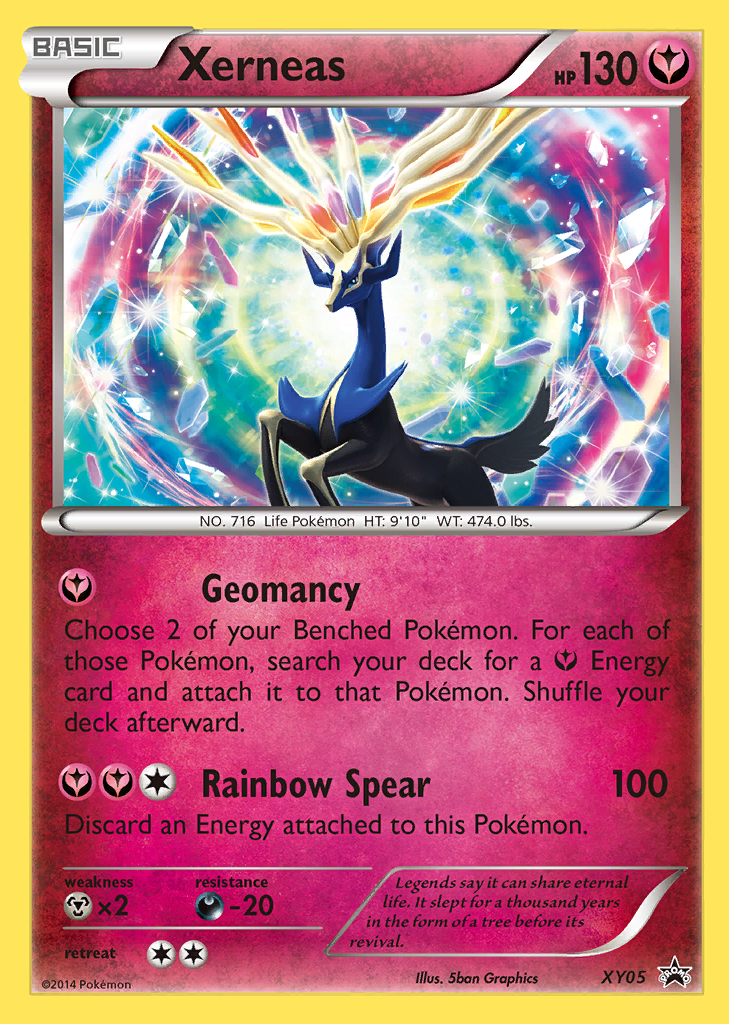 BASIC
Xerneas
HP 130
NO. 716 Life Pokémon HT: 9'10" WT: 474.0 lbs.
Geomancy
Choose 2 of your Benched Pokémon. For each of
those Pokémon, search your deck for a Energy
card and attach it to that Pokémon. Shuffle your
deck afterward.
Rainbow Spear 100
Discard an Energy attached to this Pokémon.
weakness resistance
×2 -20
retreat
Legends say it can share eternal
life. It slept for a thousand years
in the form of a tree before its
revival.
©2014 Pokémon Illus. 5ban Graphics XY05 PROMO